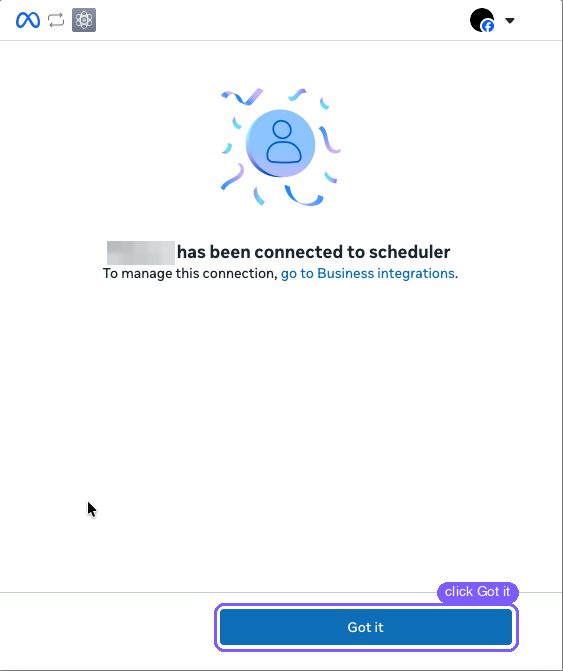 has been connected to scheduler
To manage this connection, go to Business integrations.
click Got it
Got it